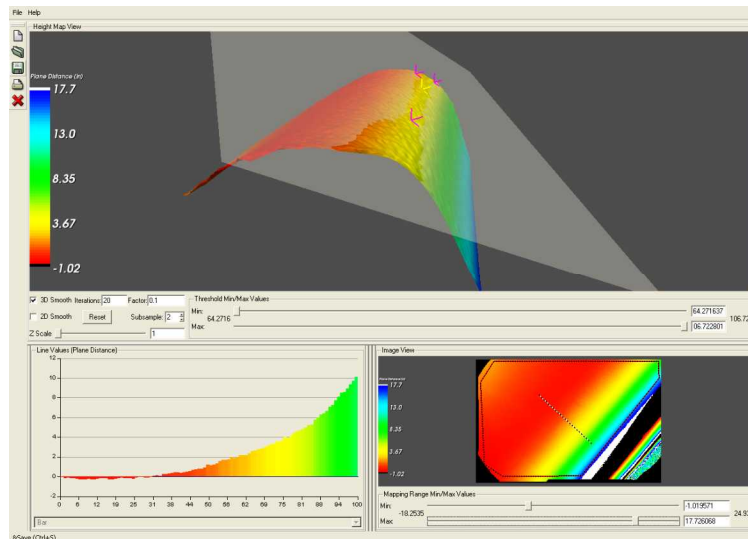 File Help
Height Map View
Plane Distance (in)
17.7
13.0
8.35
3.67
-1.02
3D Smooth Iterations: 20 Factor: 0.1
2D Smooth Reset Subsample: 2
Z Scale 1
Threshold Min/Max Values
Min: 64.2716 64.271637
Max: 06.722801 106.72
Line Values (Plane Distance)
12
10
8
6
4
2
0
-2
0 6 12 19 25 31 38 44 50 56 62 69 75 81 88 94 100
Bar
Image View
17.7
13.0
8.35
3.67
-1.02
Mapping Range Min/Max Values
Min: -18.2535 -1.019571
Max: 17.726068 24.93
&Save (Ctrl+S)